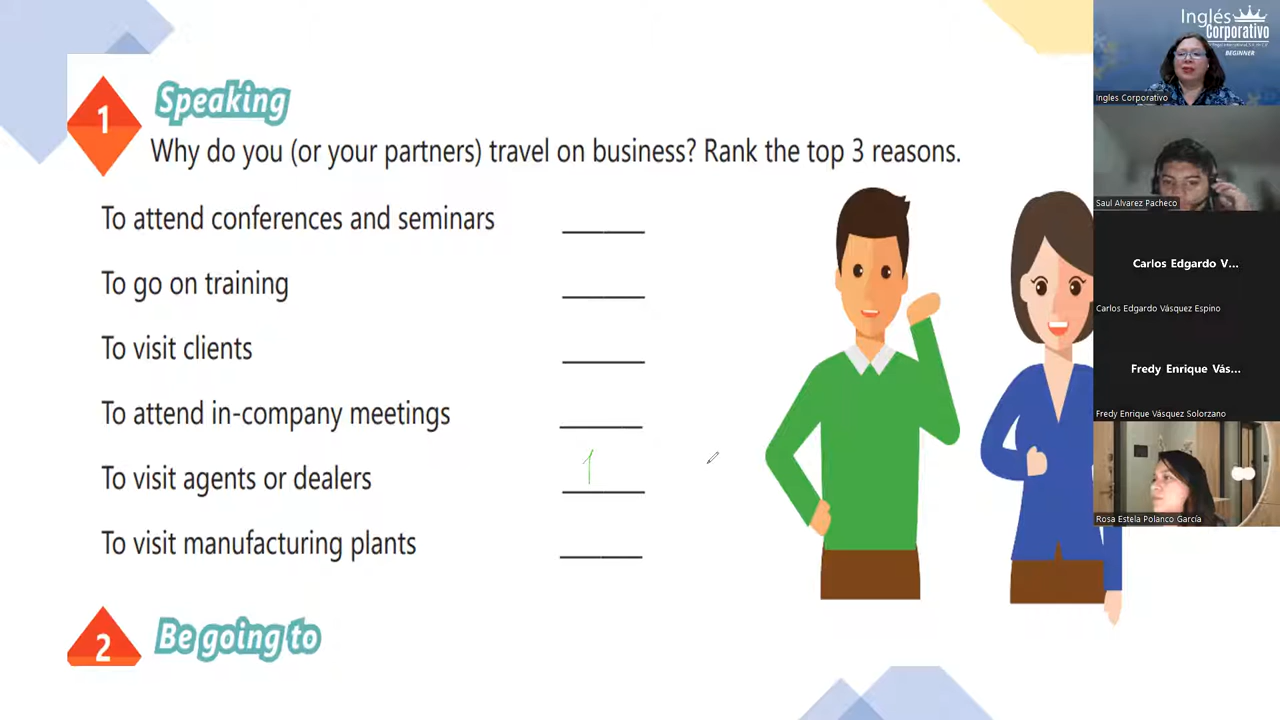 1
Speaking
Why do you (or your partners) travel on business? Rank the top 3 reasons.
To attend conferences and seminars
To go on training
To visit clients
To attend in-company meetings
To visit agents or dealers 1
To visit manufacturing plants
2
Be going to
Inglés
Corporativo
BEGINNER
Ingles Corporativo
Saul Alvarez Pacheco
Carlos Edgardo V...
Carlos Edgardo Vásquez Espino
Fredy Enrique Vás...
Fredy Enrique Vásquez Solorzano
Rosa Estela Polanco García